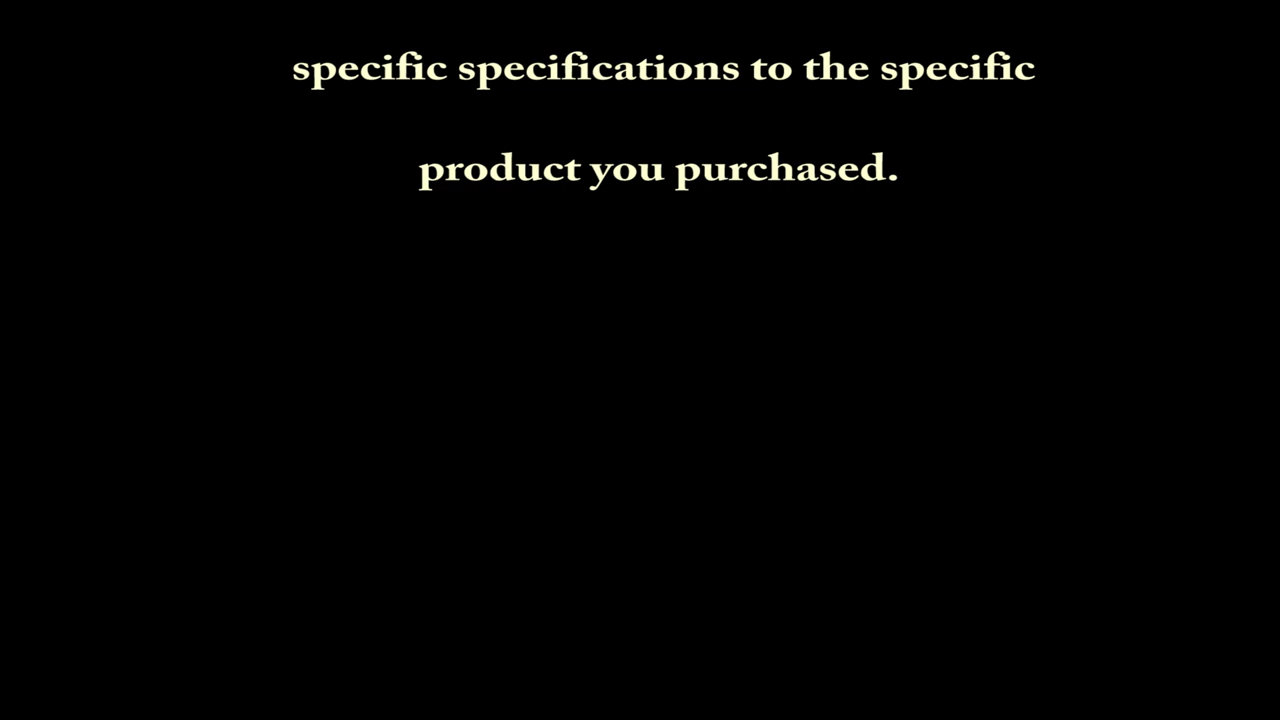 specific specifications to the specific
product you purchased.